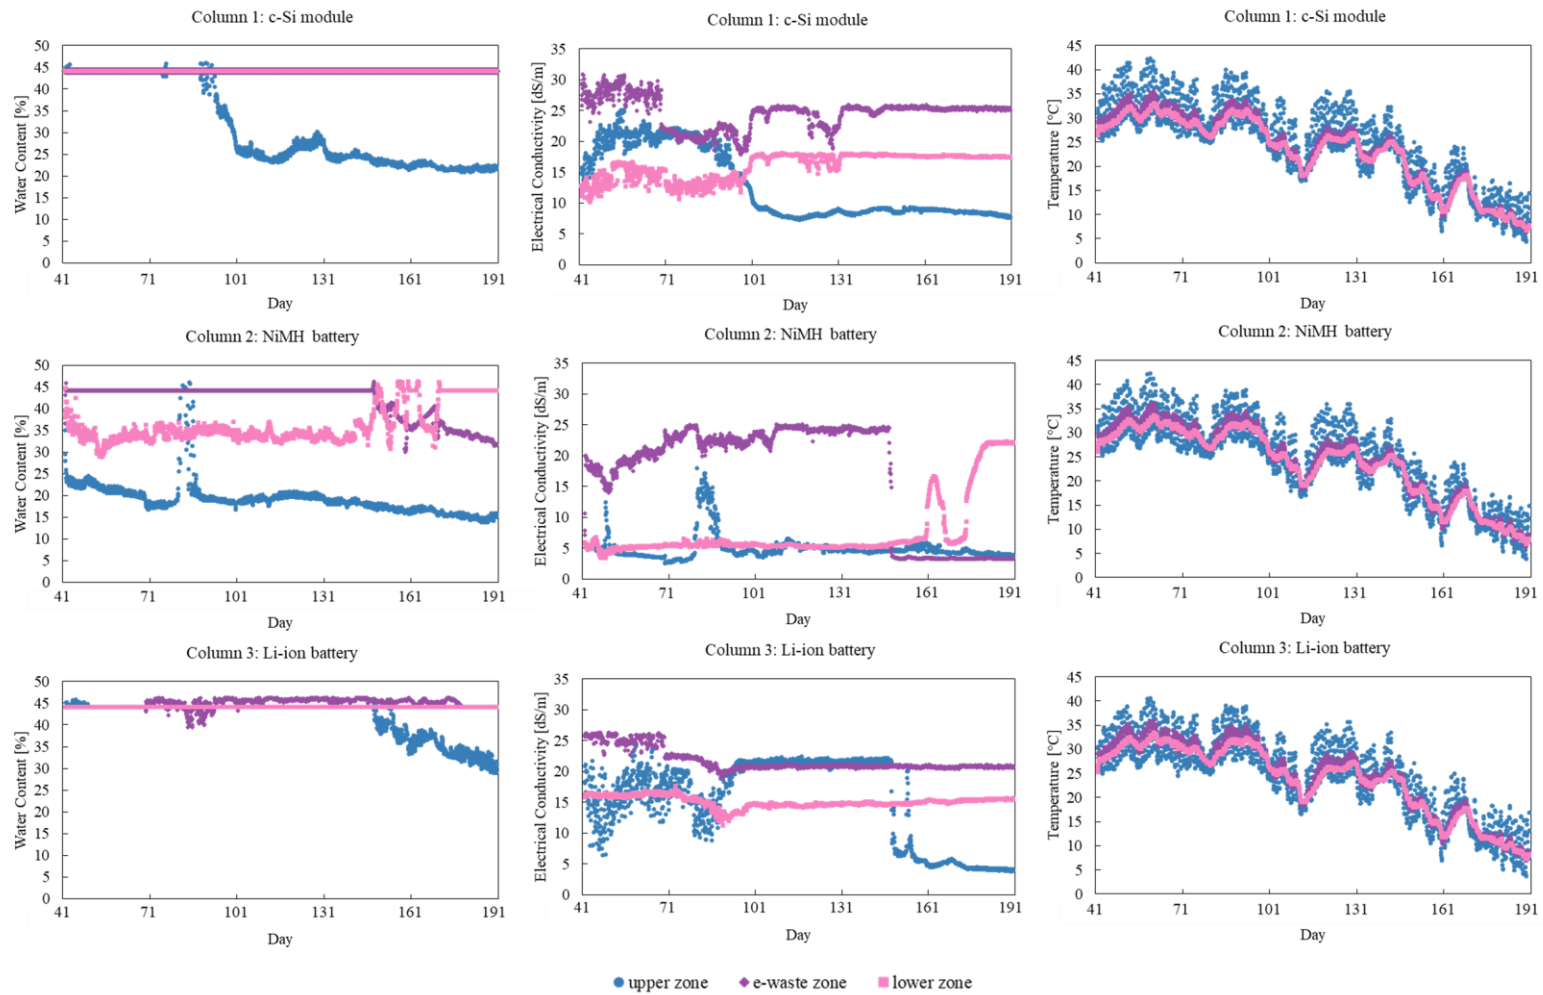 Column 1: c-Si module
Column 1: c-Si module
Column 1: c-Si module
Water Content [%]
50
45
40
35
30
25
20
15
10
5
0
41 71 101 131 161 191
Day
Electrical Conductivity [dS/m]
35
30
25
20
15
10
5
0
41 71 101 131 161 191
Day
Temperature [°C]
45
40
35
30
25
20
15
10
5
0
41 71 101 131 161 191
Day
Column 2: NiMH battery
Column 2: NiMH battery
Column 2: NiMH battery
Water Content [%]
50
45
40
35
30
25
20
15
10
5
0
41 71 101 131 161 191
Day
Electrical Conductivity [dS/m]
35
30
25
20
15
10
5
0
41 71 101 131 161 191
Day
Temperature [°C]
45
40
35
30
25
20
15
10
5
0
41 71 101 131 161 191
Day
Column 3: Li-ion battery
Column 3: Li-ion battery
Column 3: Li-ion battery
Water Content [%]
50
45
40
35
30
25
20
15
10
5
0
41 71 101 131 161 191
Day
Electrical Conductivity [dS/m]
35
30
25
20
15
10
5
0
41 71 101 131 161 191
Day
Temperature [°C]
45
40
35
30
25
20
15
10
5
0
41 71 101 131 161 191
Day
upper zone e-waste zone lower zone